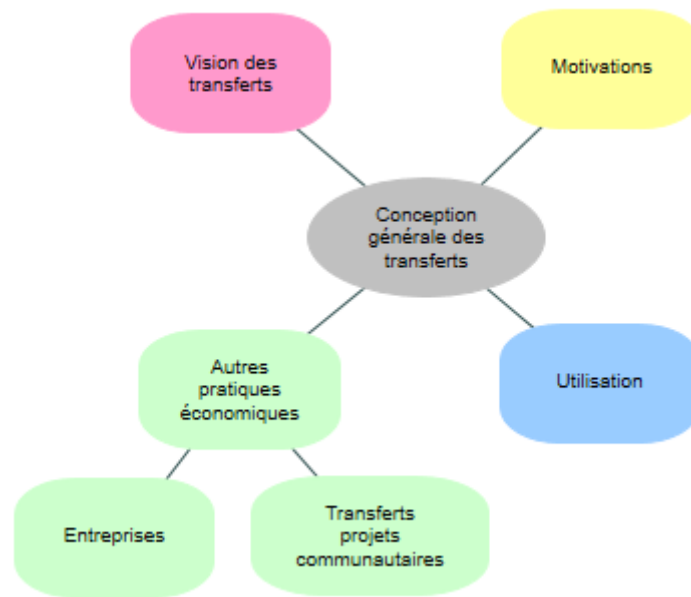 Vision des
transferts
Motivations
Conception
générale des
transferts
Autres
pratiques
économiques
Utilisation
Entreprises
Transferts
projets
communautaires